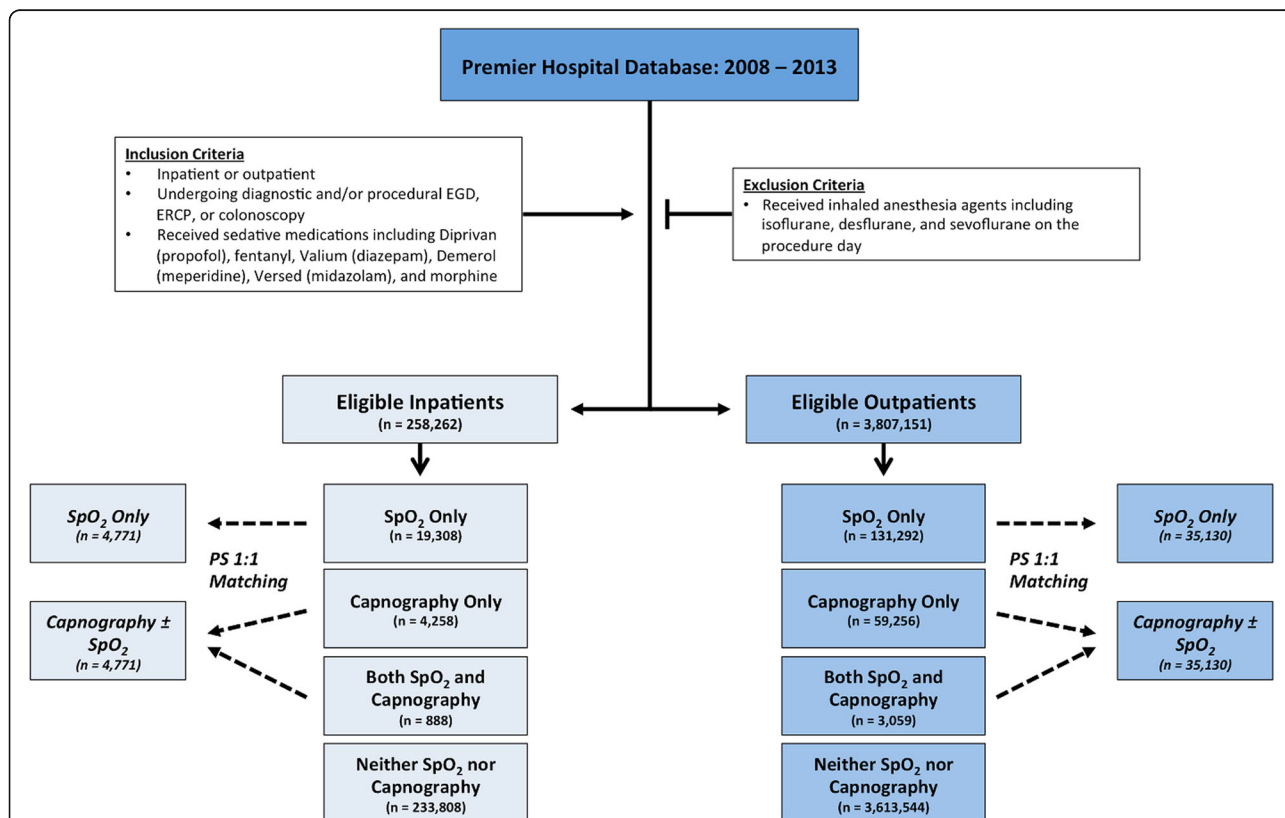 Premier Hospital Database: 2008 – 2013
Inclusion Criteria
• Inpatient or outpatient
• Undergoing diagnostic and/or procedural EGD,
ERCP, or colonoscopy
• Received sedative medications including Diprivan
(propofol), fentanyl, Valium (diazepam), Demerol
(meperidine), Versed (midazolam), and morphine
Exclusion Criteria
• Received inhaled anesthesia agents including
isoflurane, desflurane, and sevoflurane on the
procedure day
Eligible Inpatients
(n = 258,262)
Eligible Outpatients
(n = 3,807,151)
SpO₂ Only
(n = 4,771)
PS 1:1
Matching
Capnography ±
SpO₂
(n = 4,771)
SpO₂ Only
(n = 19,308)
Capnography Only
(n = 4,258)
Both SpO₂ and
Capnography
(n = 888)
Neither SpO₂ nor
Capnography
(n = 233,808)
SpO₂ Only
(n = 131,292)
Capnography Only
(n = 59,256)
Both SpO₂ and
Capnography
(n = 3,059)
Neither SpO₂ nor
Capnography
(n = 3,613,544)
PS 1:1
Matching
SpO₂ Only
(n = 35,130)
Capnography ±
SpO₂
(n = 35,130)